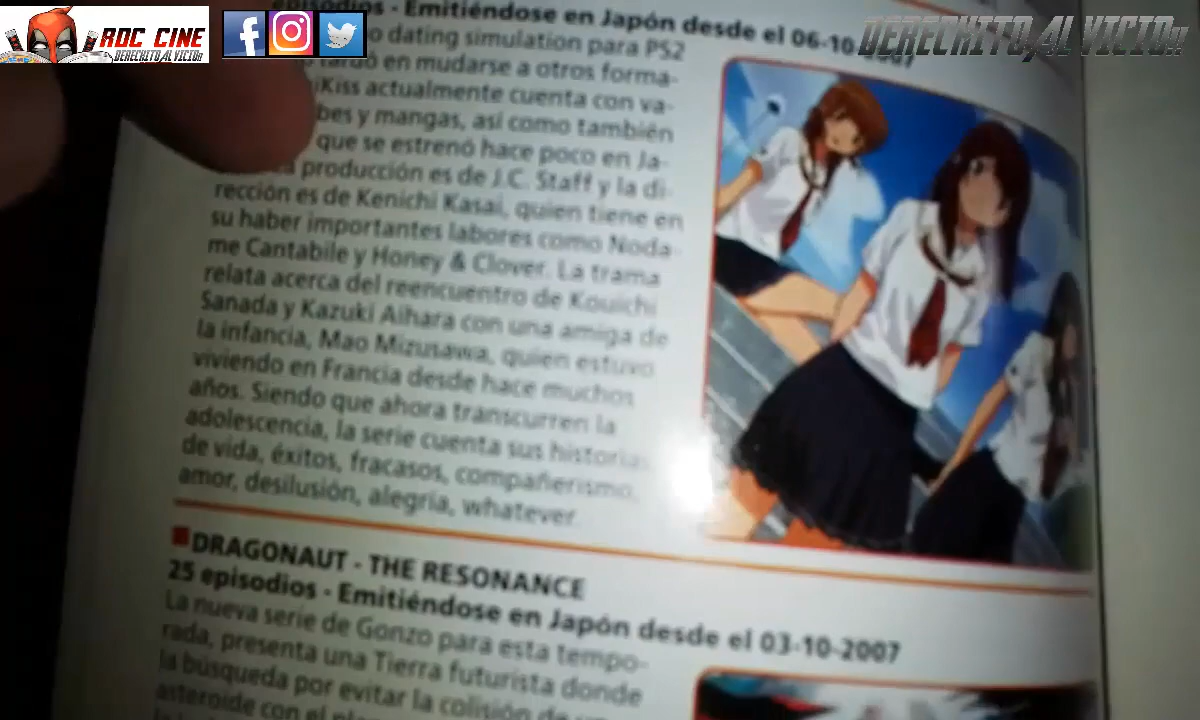 RDC CINE
DERECHITO AL VICIO!!
DERECHITO AL VICIO!!
episodios - Emitiéndose en Japón desde el 06-10-2007
dating simulation para PS2
en mudarse a otros forma-
Kiss actualmente cuenta con va-
bes y mangas, así como también
que se estrenó hace poco en Ja-
producción es de J.C. Staff y la di-
rección es de Kenichi Kasai, quien tiene en
su haber importantes labores como Noda-
me Cantabile y Honey & Clover. La trama
relata acerca del reencuentro de Kouichi
Sanada y Kazuki Aihara con una amiga de
la infancia, Mao Mizusawa, quien estuvo
viviendo en Francia desde hace muchos
años. Siendo que ahora transcurren la
adolescencia, la serie cuenta sus historias
de vida, éxitos, fracasos, compañerismo,
amor, desilusión, alegría, whatever.
DRAGONAUT - THE RESONANCE
25 episodios - Emitiéndose en Japón desde el 03-10-2007
La nueva serie de Gonzo para esta tempo-
rada, presenta una Tierra futurista donde
la búsqueda por evitar la colisión de un
asteroide con el